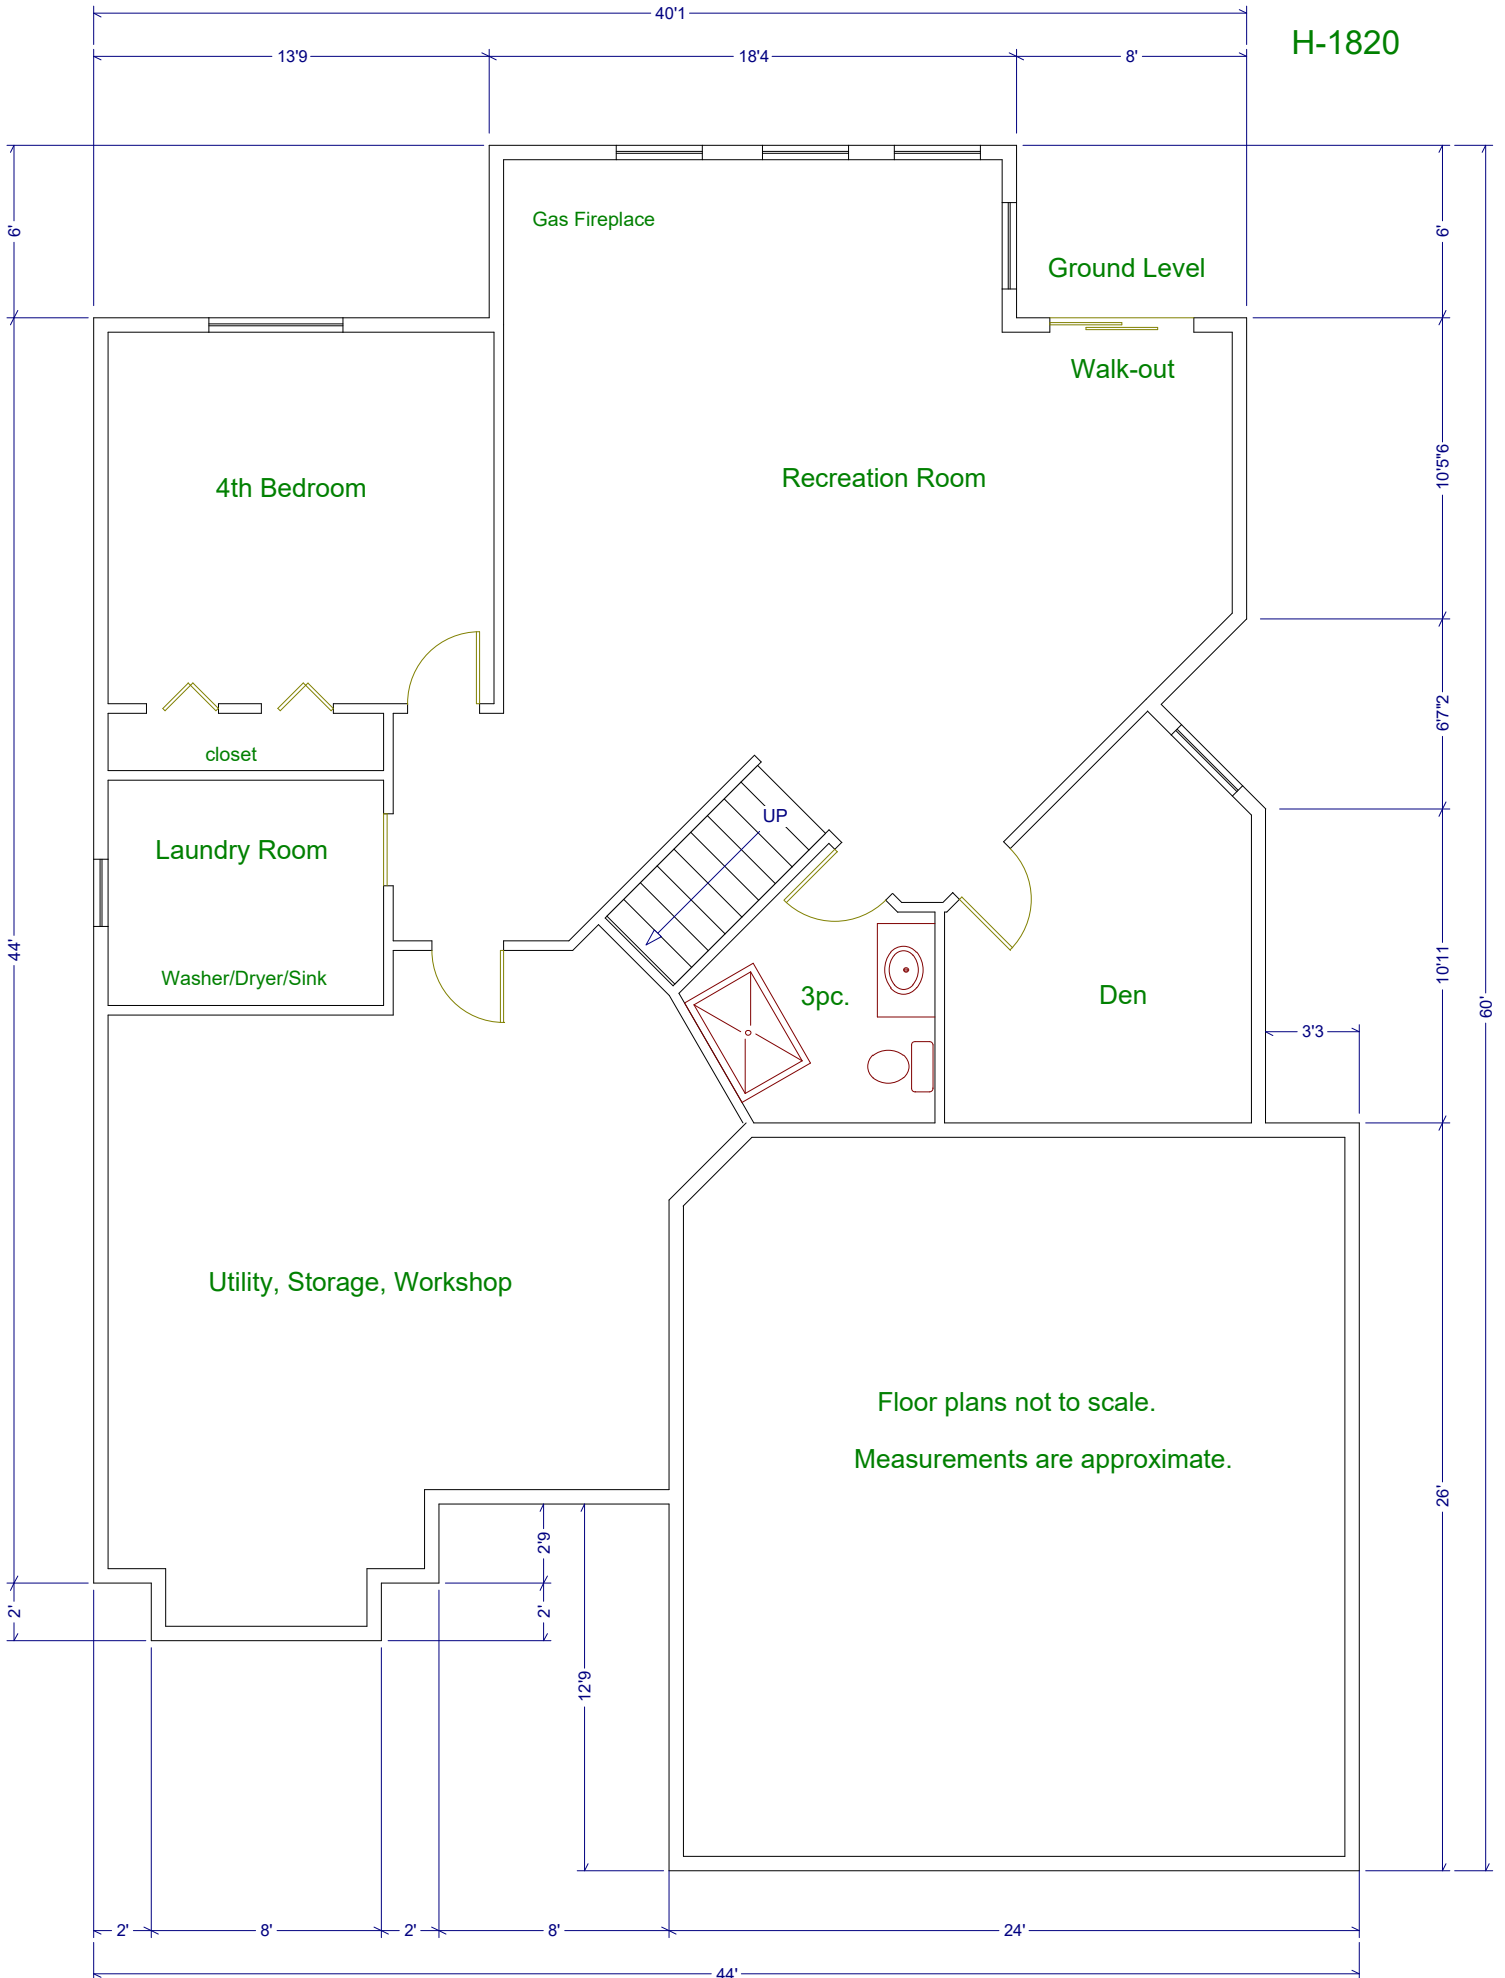 40'1
H-1820
13'9
18'4
8'
6'
6'
Gas Fireplace
Ground Level
Walk-out
10'5"6
4th Bedroom
Recreation Room
6'7"2
closet
UP
Laundry Room
44'
Washer/Dryer/Sink
3pc.
Den
10'11
60'
3'3
Utility, Storage, Workshop
Floor plans not to scale.
Measurements are approximate.
26'
2'9
2'
2'
12'9
2'
8'
2'
8'
24'
44'